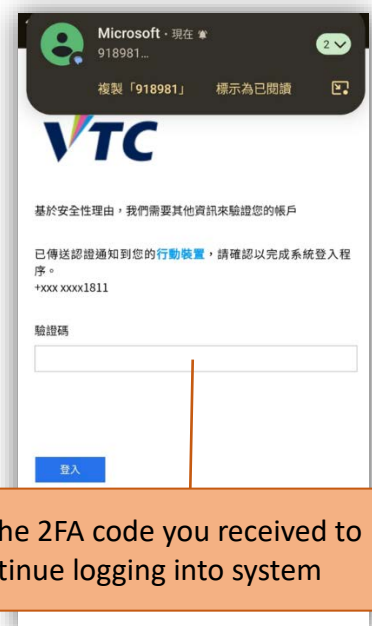 Microsoft · 現在
918981...
2
複製「918981」 標示為已閱讀
VTC
基於安全性理由，我們需要其他資訊來驗證您的帳戶
已傳送認證通知到您的行動裝置，請確認以完成系統登入程
序。
+xxx xxxx1811
驗證碼
登入
he 2FA code you received to
tinue logging into system